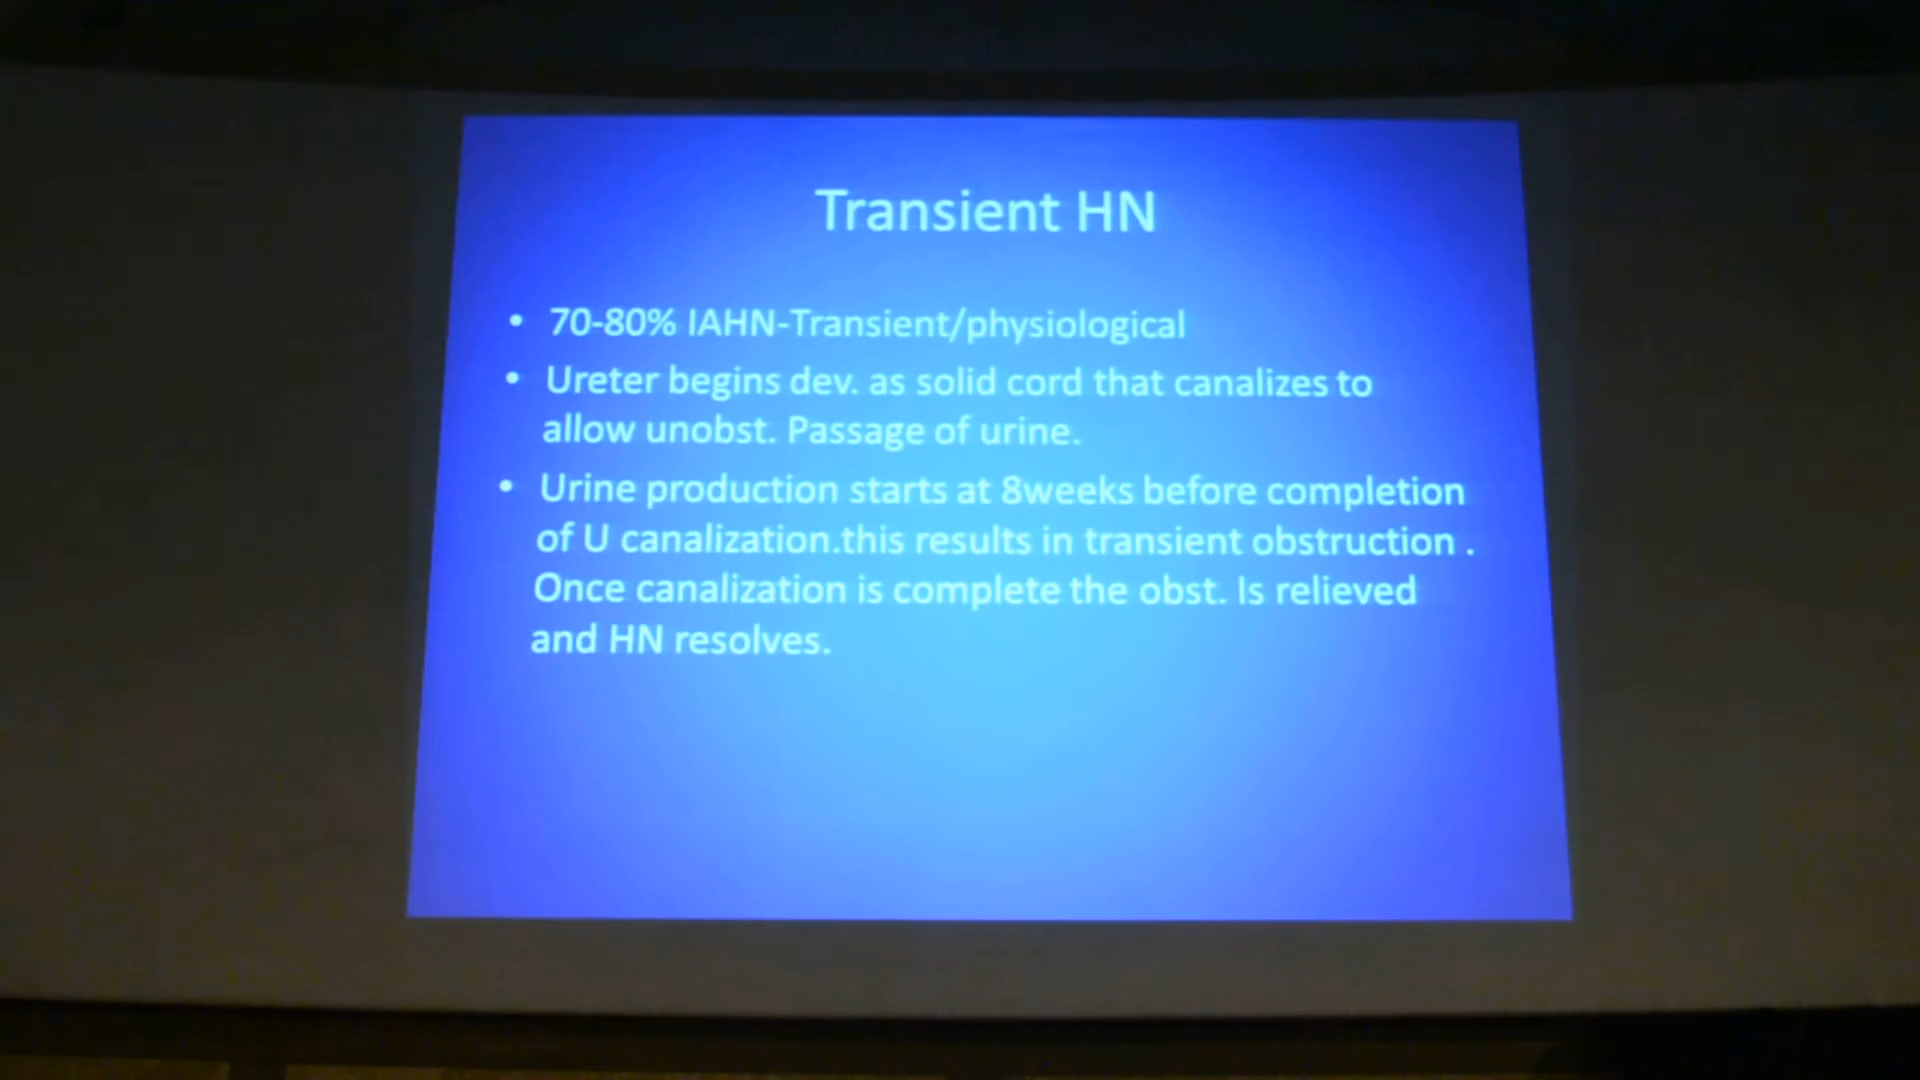 Transient HN
• 70-80% IAHN-Transient/physiological
• Ureter begins dev. as solid cord that canalizes to
allow unobst. Passage of urine.
• Urine production starts at 8weeks before completion
of U canalization.this results in transient obstruction .
Once canalization is complete the obst. Is relieved
and HN resolves.